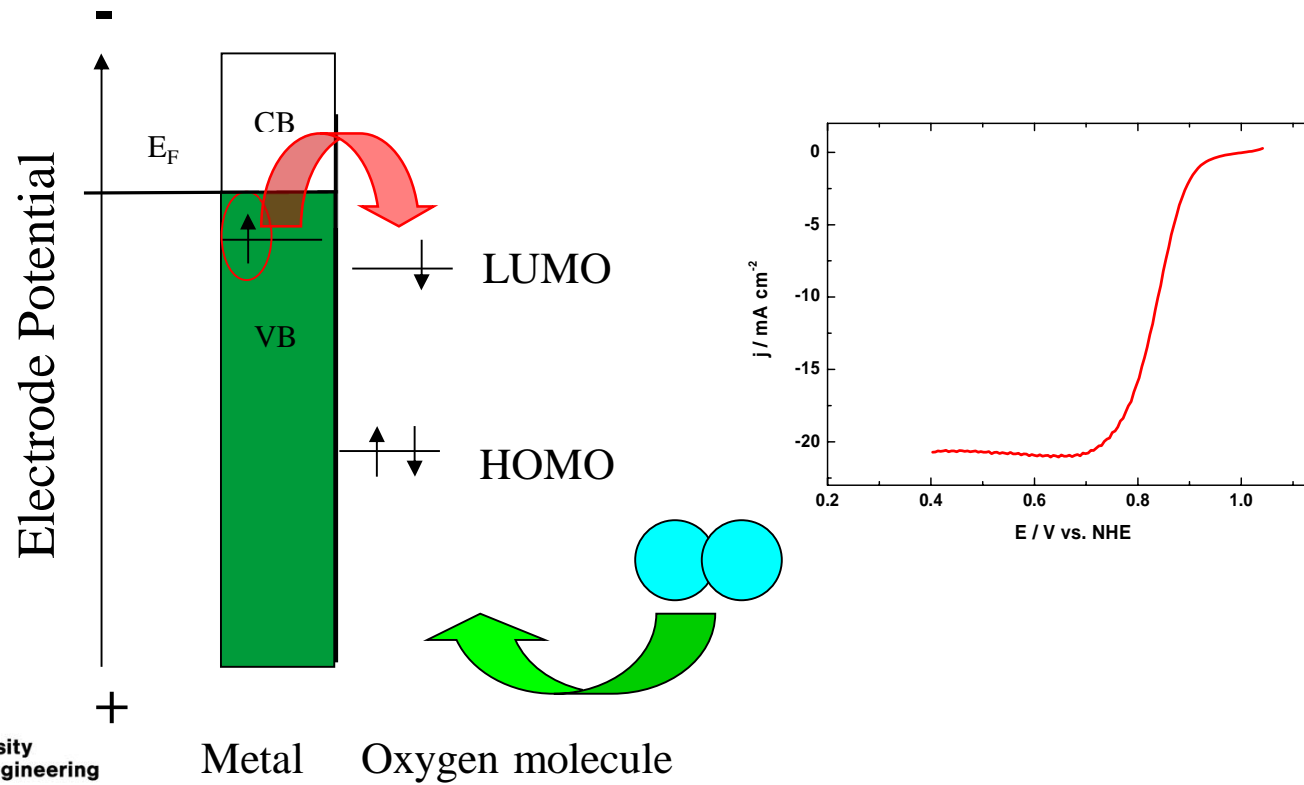 -
Electrode Potential
E_F
CB
VB
LUMO
HOMO
+
Metal
Oxygen molecule
sity
gineering
0
-5
-10
-15
-20
j / mA cm⁻²
0.2 0.4 0.6 0.8 1.0
E / V vs. NHE